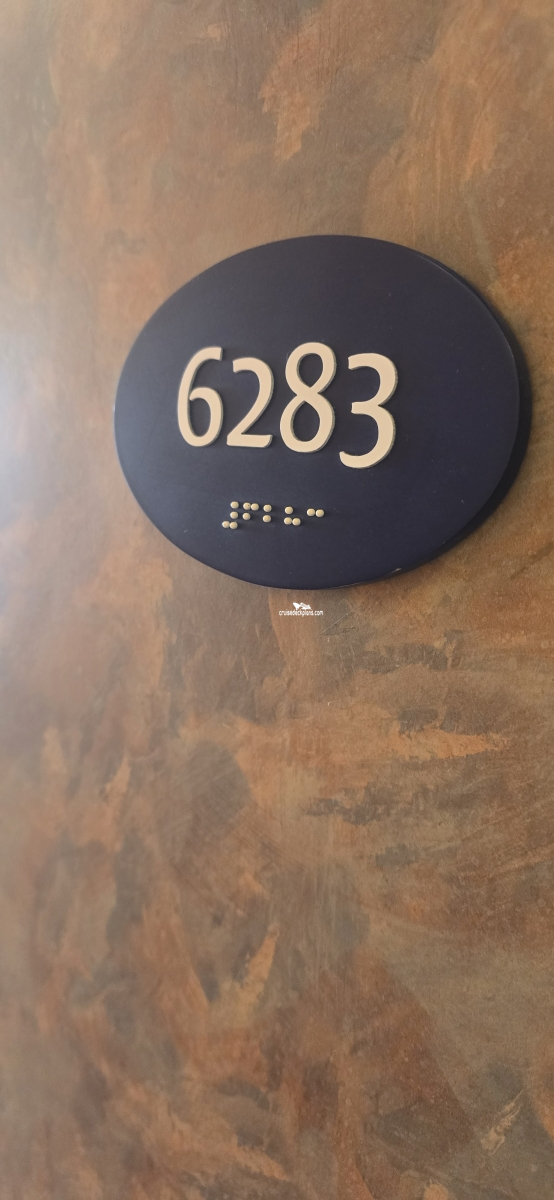 6283
⠼⠋⠃⠓⠉
cruisedeckplans.com